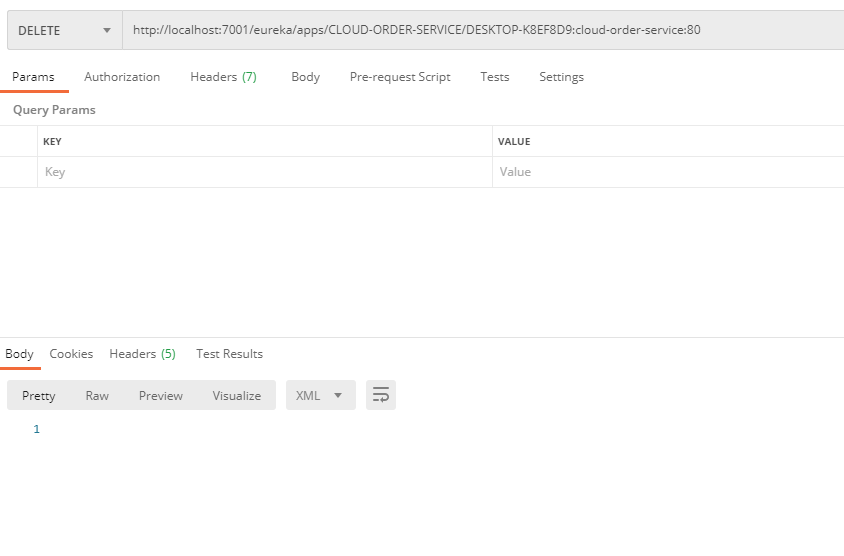 DELETE http://localhost:7001/eureka/apps/CLOUD-ORDER-SERVICE/DESKTOP-K8EF8D9:cloud-order-service:80
Params Authorization Headers (7) Body Pre-request Script Tests Settings
Query Params
KEY VALUE
Key Value
Body Cookies Headers (5) Test Results
Pretty Raw Preview Visualize XML
1